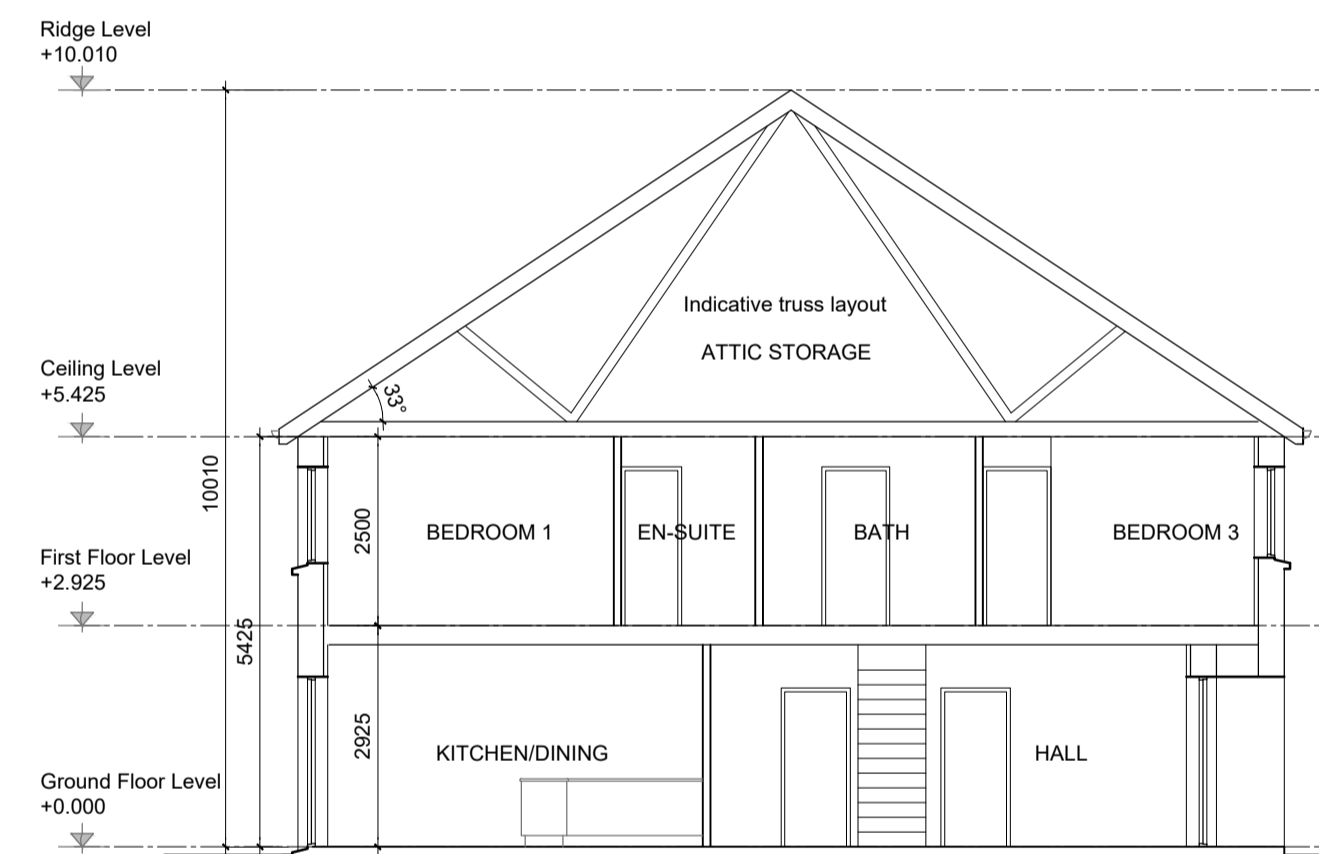 Ridge Level
+10.010
Indicative truss layout
ATTIC STORAGE
Ceiling Level
+5.425
33°
10010
2500
BEDROOM 1
EN-SUITE
BATH
BEDROOM 3
First Floor Level
+2.925
5425
2925
KITCHEN/DINING
HALL
Ground Floor Level
+0.000